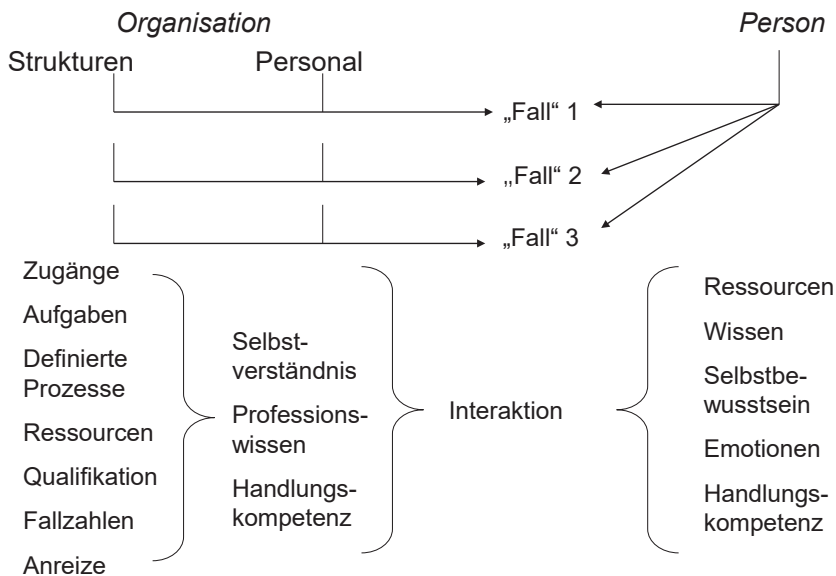 Organisation
Person
Strukturen
Personal
„Fall“ 1
„Fall“ 2
„Fall“ 3
Zugänge
Aufgaben
Definierte
Prozesse
Ressourcen
Qualifikation
Fallzahlen
Anreize
Selbst-
verständnis
Professions-
wissen
Handlungs-
kompetenz
Interaktion
Ressourcen
Wissen
Selbstbe-
wusstsein
Emotionen
Handlungs-
kompetenz